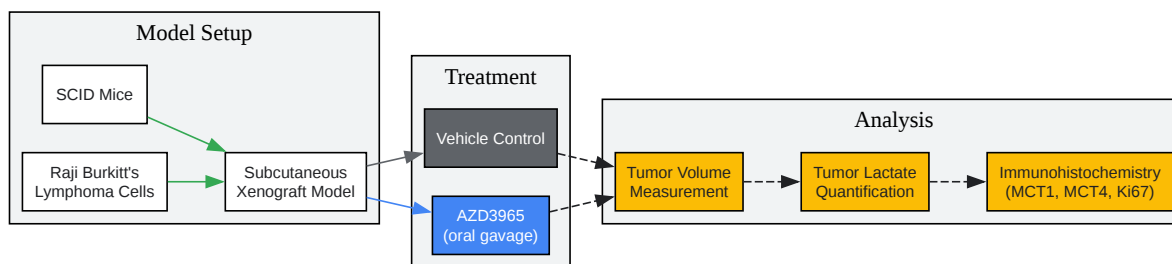 Model Setup
SCID Mice
Raji Burkitt's
Lymphoma Cells
Subcutaneous
Xenograft Model
Treatment
Vehicle Control
AZD3965
(oral gavage)
Analysis
Tumor Volume
Measurement
Tumor Lactate
Quantification
Immunohistochemistry
(MCT1, MCT4, Ki67)